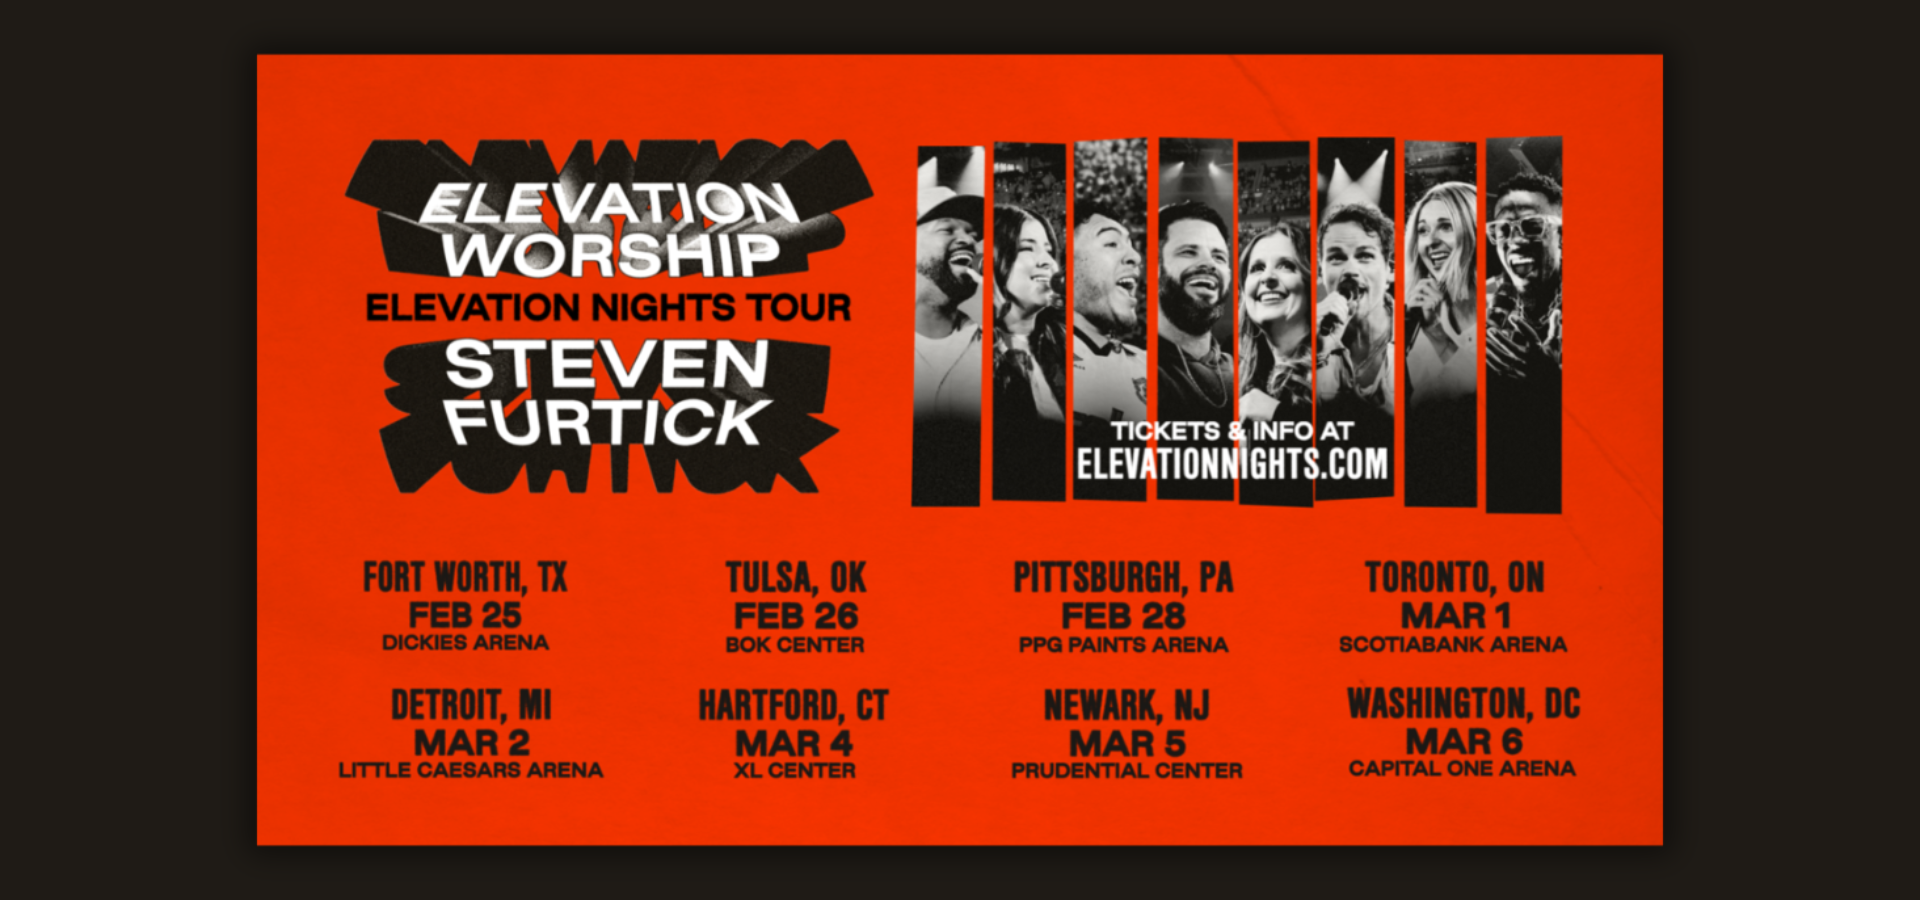 ELEVATION
WORSHIP
ELEVATION NIGHTS TOUR
STEVEN
FURTICK
TICKETS & INFO AT
ELEVATIONNIGHTS.COM
FORT WORTH, TX
FEB 25
DICKIES ARENA
TULSA, OK
FEB 26
BOK CENTER
PITTSBURGH, PA
FEB 28
PPG PAINTS ARENA
TORONTO, ON
MAR 1
SCOTIABANK ARENA
DETROIT, MI
MAR 2
LITTLE CAESARS ARENA
HARTFORD, CT
MAR 4
XL CENTER
NEWARK, NJ
MAR 5
PRUDENTIAL CENTER
WASHINGTON, DC
MAR 6
CAPITAL ONE ARENA